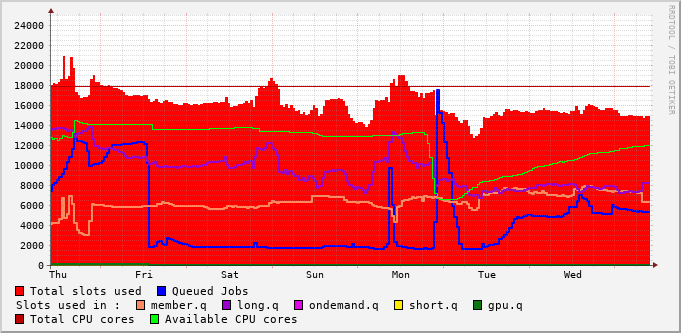 24000
22000
20000
18000
16000
14000
12000
10000
8000
6000
4000
2000
0
Thu Fri Sat Sun Mon Tue Wed
RRDTOOL / TOBI OETIKER
Total slots used Queued Jobs
Slots used in : member.q long.q ondemand.q short.q gpu.q
Total CPU cores Available CPU cores